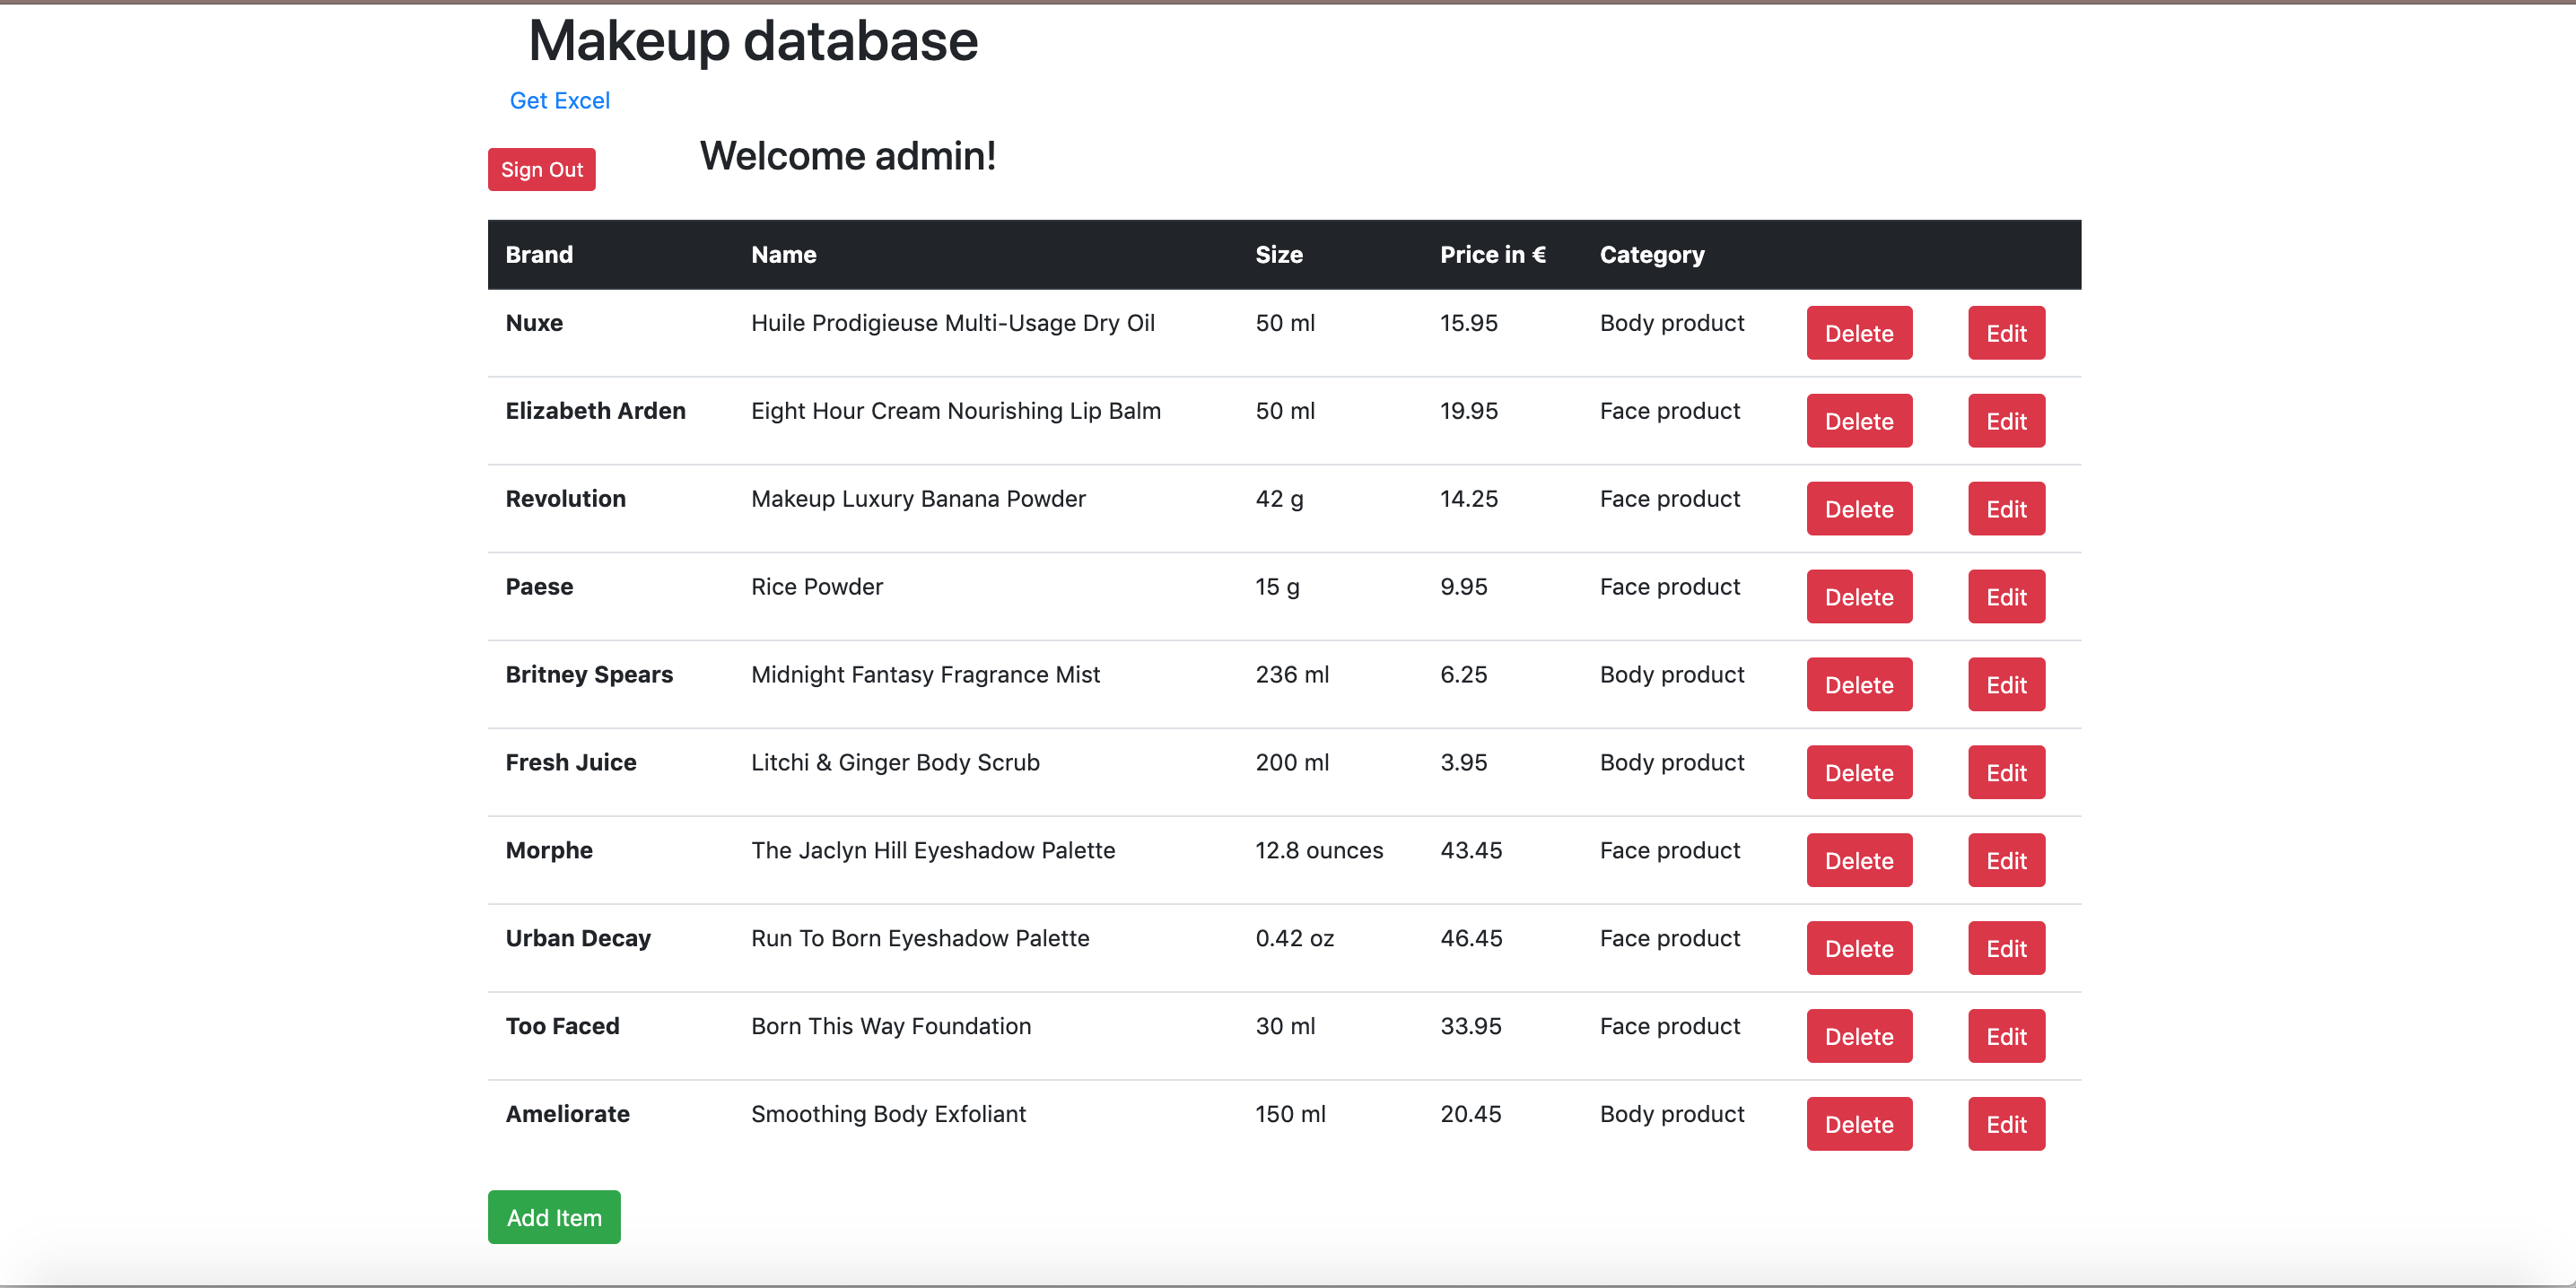 Makeup database
Get Excel
Sign Out Welcome admin!
Brand Name Size Price in € Category
Nuxe Huile Prodigieuse Multi-Usage Dry Oil 50 ml 15.95 Body product Delete Edit
Elizabeth Arden Eight Hour Cream Nourishing Lip Balm 50 ml 19.95 Face product Delete Edit
Revolution Makeup Luxury Banana Powder 42 g 14.25 Face product Delete Edit
Paese Rice Powder 15 g 9.95 Face product Delete Edit
Britney Spears Midnight Fantasy Fragrance Mist 236 ml 6.25 Body product Delete Edit
Fresh Juice Litchi & Ginger Body Scrub 200 ml 3.95 Body product Delete Edit
Morphe The Jaclyn Hill Eyeshadow Palette 12.8 ounces 43.45 Face product Delete Edit
Urban Decay Run To Born Eyeshadow Palette 0.42 oz 46.45 Face product Delete Edit
Too Faced Born This Way Foundation 30 ml 33.95 Face product Delete Edit
Ameliorate Smoothing Body Exfoliant 150 ml 20.45 Body product Delete Edit
Add Item